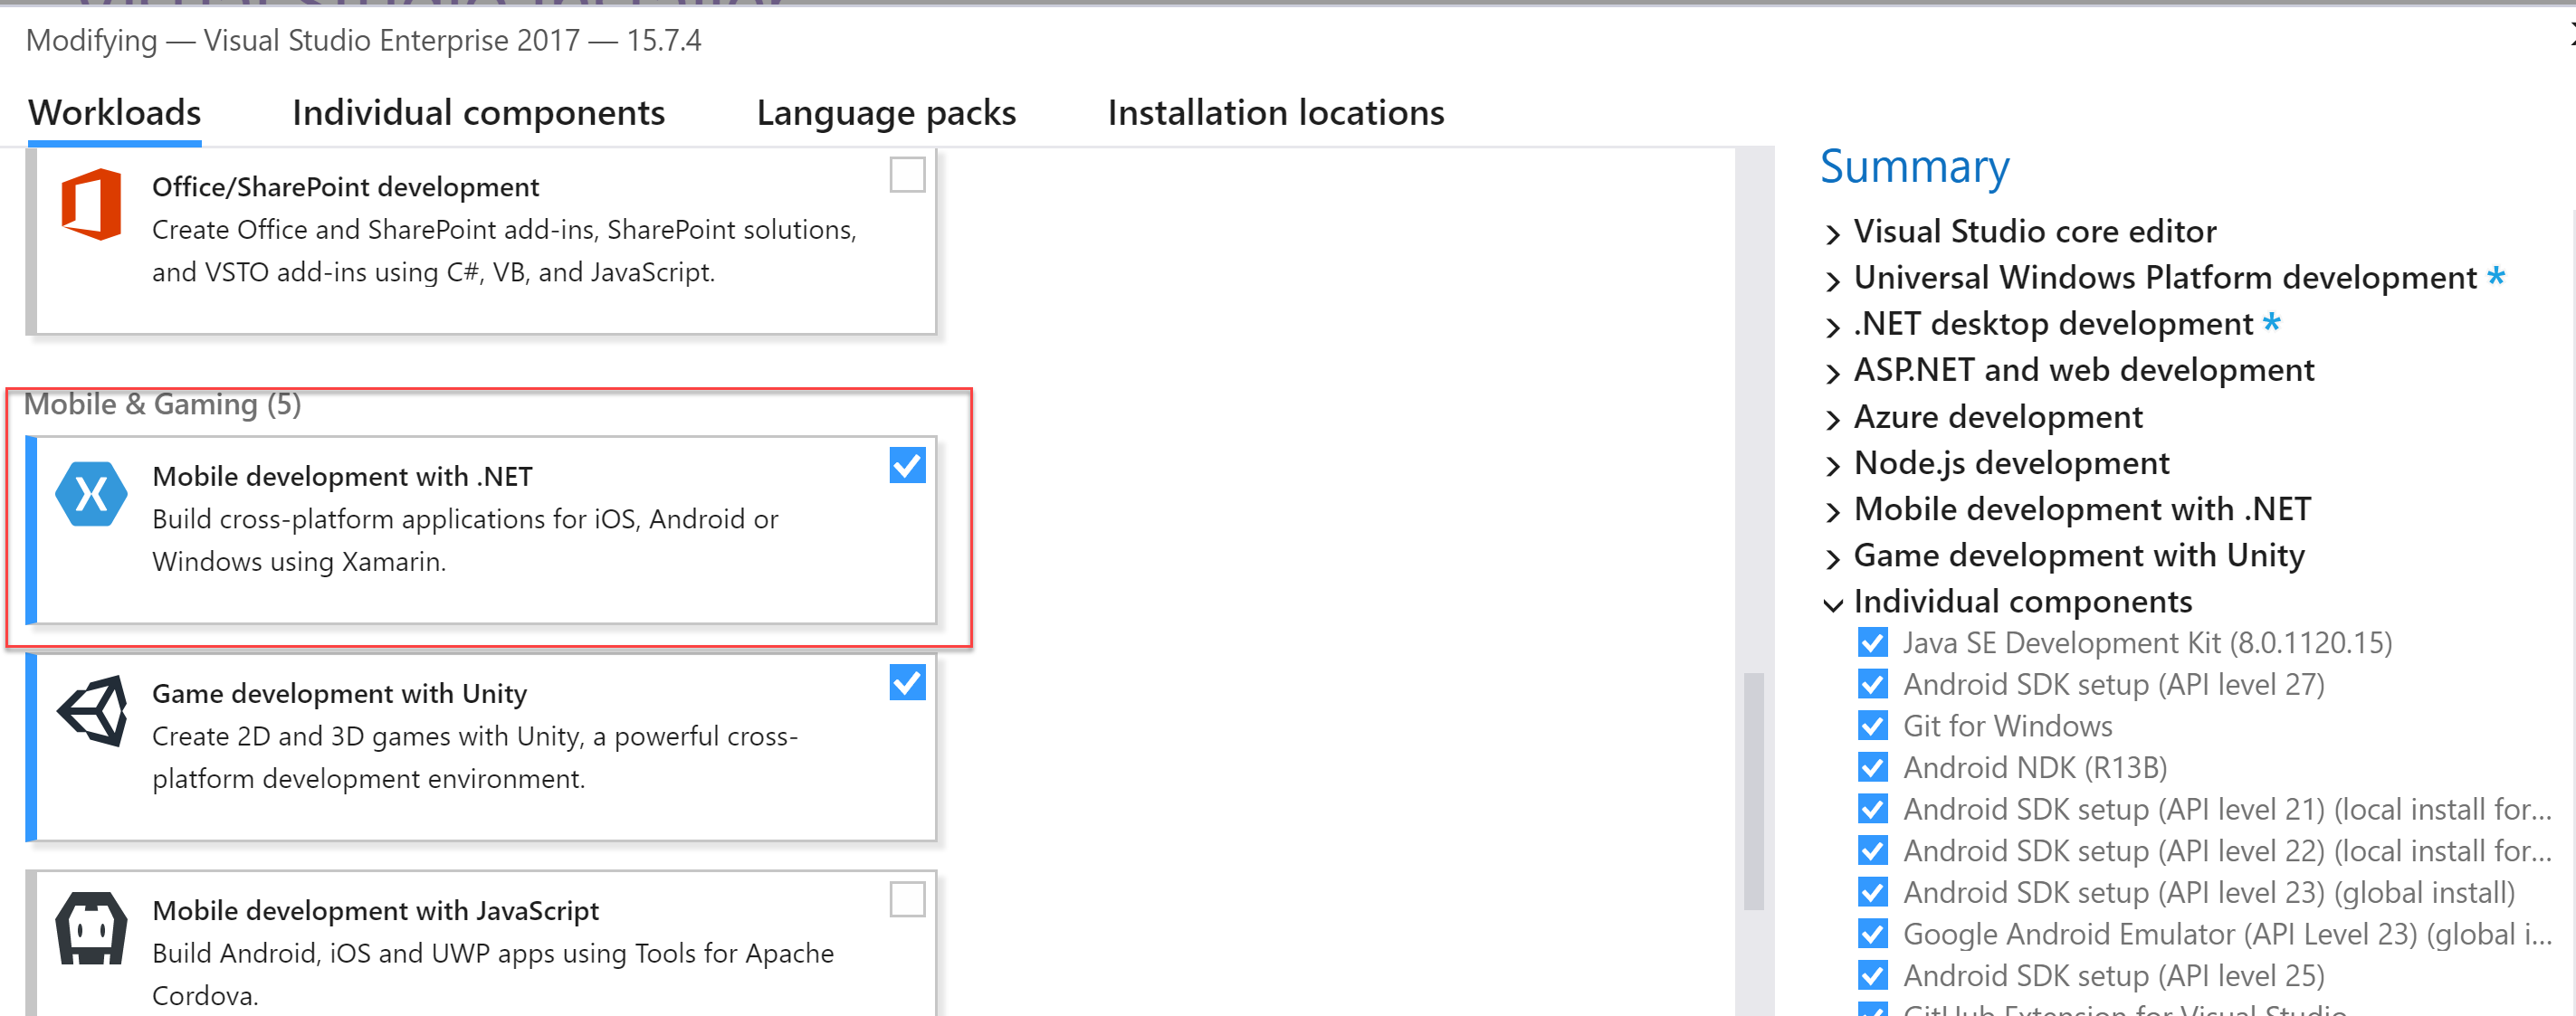 Modifying — Visual Studio Enterprise 2017 — 15.7.4
Workloads Individual components Language packs Installation locations
Office/SharePoint development
Create Office and SharePoint add-ins, SharePoint solutions,
and VSTO add-ins using C#, VB, and JavaScript.
Mobile & Gaming (5)
Mobile development with .NET
Build cross-platform applications for iOS, Android or
Windows using Xamarin.
Game development with Unity
Create 2D and 3D games with Unity, a powerful cross-
platform development environment.
Mobile development with JavaScript
Build Android, iOS and UWP apps using Tools for Apache
Cordova.
Summary
Visual Studio core editor
Universal Windows Platform development *
.NET desktop development *
ASP.NET and web development
Azure development
Node.js development
Mobile development with .NET
Game development with Unity
Individual components
Java SE Development Kit (8.0.1120.15)
Android SDK setup (API level 27)
Git for Windows
Android NDK (R13B)
Android SDK setup (API level 21) (local install for...
Android SDK setup (API level 22) (local install for...
Android SDK setup (API level 23) (global install)
Google Android Emulator (API Level 23) (global i...
Android SDK setup (API level 25)
GitHub Extension for Visual Studio